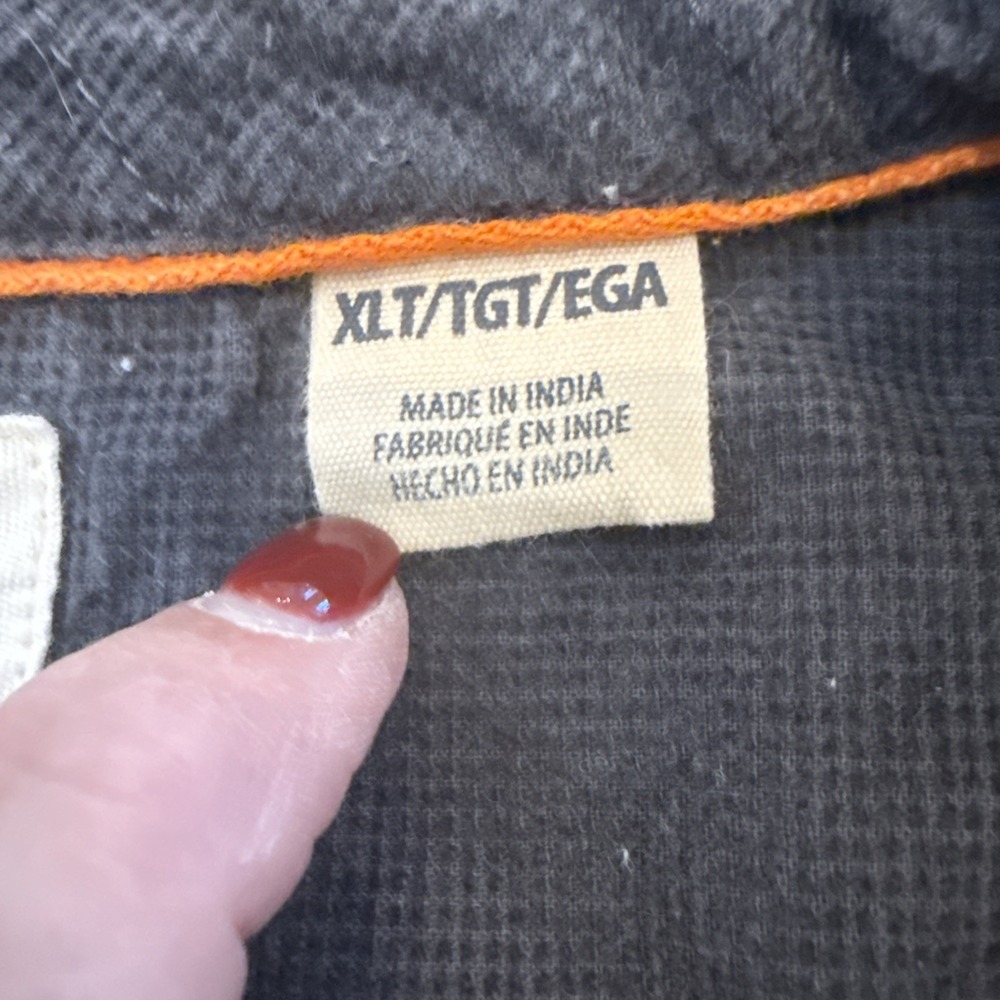 XLT/TGT/EGA
MADE IN INDIA
FABRIQUÉ EN INDE
HECHO EN INDIA